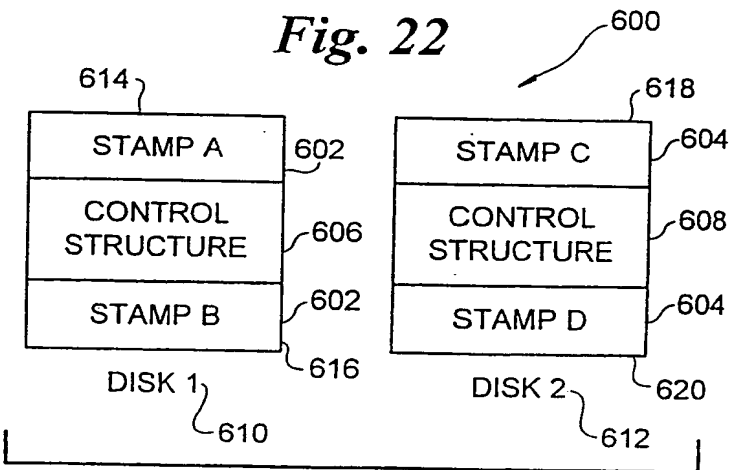 Fig. 22
600
614
618
STAMP A
602
STAMP C
604
CONTROL
STRUCTURE
606
CONTROL
STRUCTURE
608
STAMP B
602
STAMP D
604
616
620
DISK 1
610
DISK 2
612